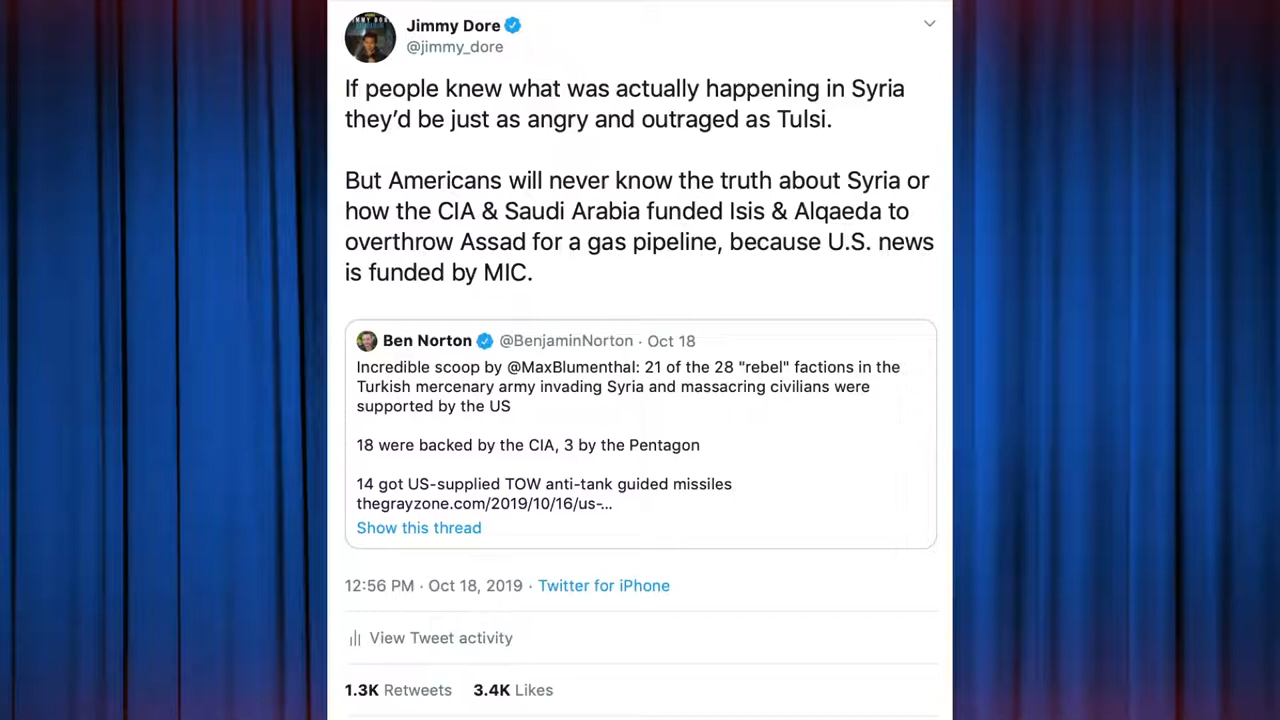 Jimmy Dore
@jimmy_dore
If people knew what was actually happening in Syria
they'd be just as angry and outraged as Tulsi.
But Americans will never know the truth about Syria or
how the CIA & Saudi Arabia funded Isis & Alqaeda to
overthrow Assad for a gas pipeline, because U.S. news
is funded by MIC.
Ben Norton @BenjaminNorton · Oct 18
Incredible scoop by @MaxBlumenthal: 21 of the 28 "rebel" factions in the
Turkish mercenary army invading Syria and massacring civilians were
supported by the US
18 were backed by the CIA, 3 by the Pentagon
14 got US-supplied TOW anti-tank guided missiles
thegrayzone.com/2019/10/16/us-…
Show this thread
12:56 PM · Oct 18, 2019 · Twitter for iPhone
View Tweet activity
1.3K Retweets 3.4K Likes